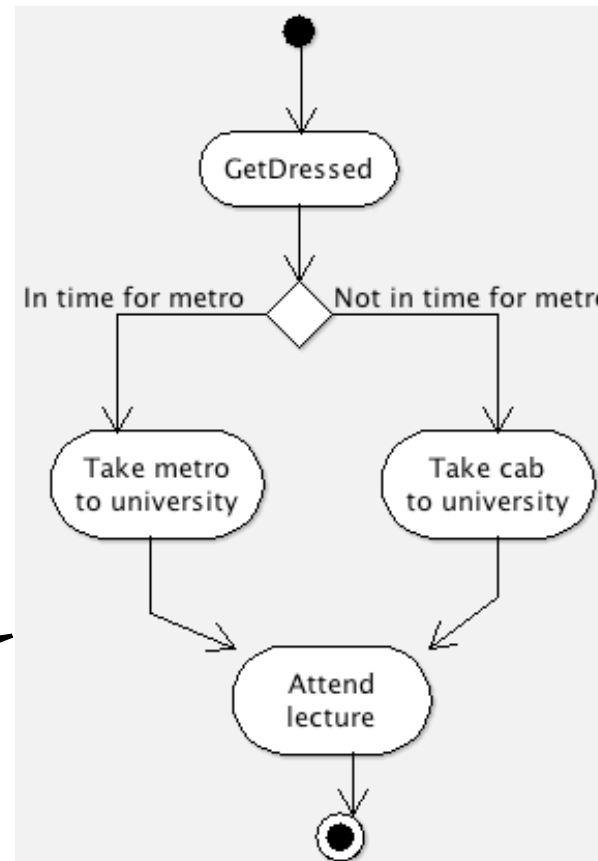 GetDressed
In time for metro
Not in time for metro
Take metro
to university
Take cab
to university
Attend
lecture